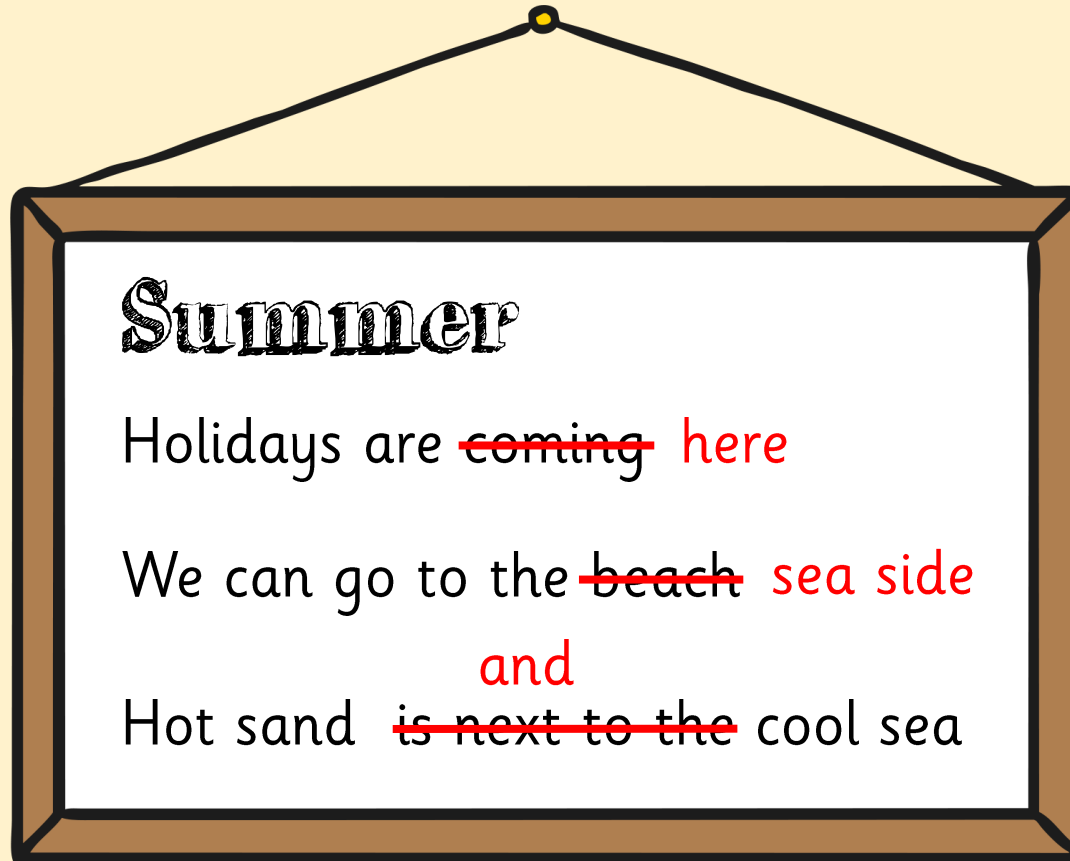 Summer
Holidays are coming here
We can go to the beach sea side
and
Hot sand is next to the cool sea